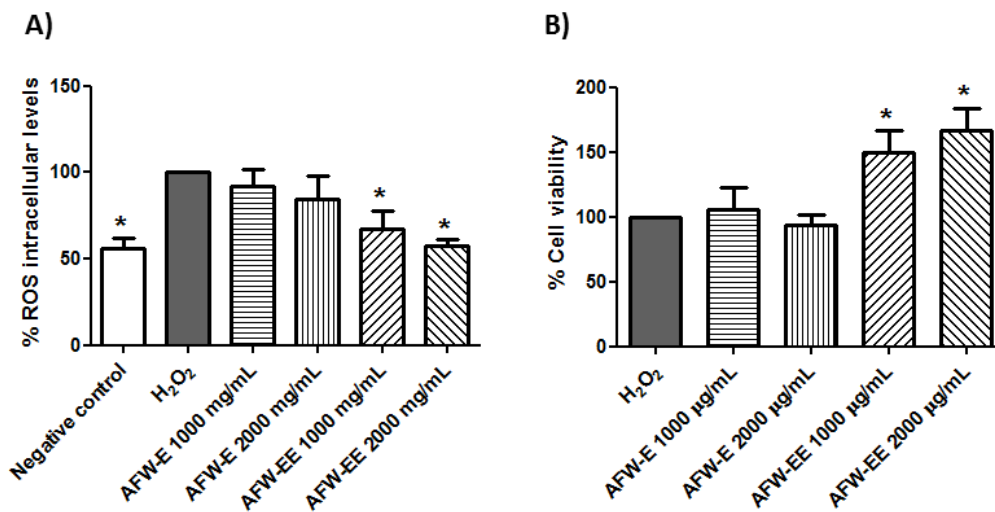 A)
% ROS intracellular levels
150
100
50
0
*
*
*
Negative control
H₂O₂
AFW-E 1000 mg/mL
AFW-E 2000 mg/mL
AFW-EE 1000 mg/mL
AFW-EE 2000 mg/mL
B)
% Cell viability
200
150
100
50
0
*
*
H₂O₂
AFW-E 1000 µg/mL
AFW-E 2000 µg/mL
AFW-EE 1000 µg/mL
AFW-EE 2000 µg/mL